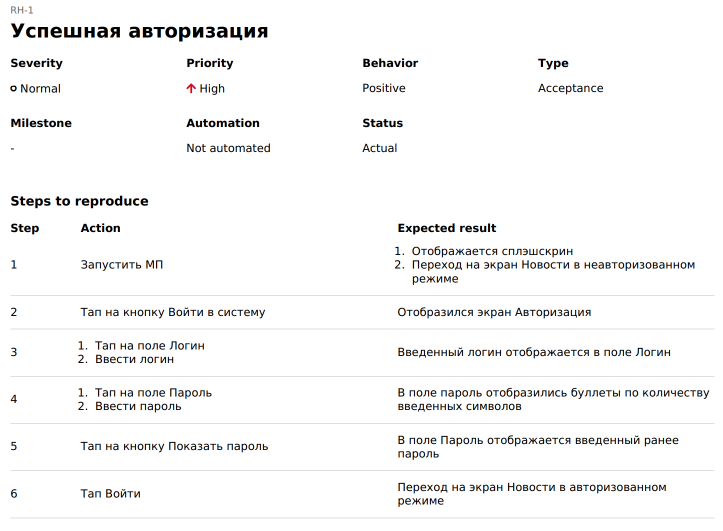 RH-1
Успешная авторизация
Severity Priority Behavior Type
Normal High Positive Acceptance
Milestone Automation Status
- Not automated Actual
Steps to reproduce
Step Action Expected result
1 Запустить МП
1. Отображается сплэшскрин
2. Переход на экран Новости в неавторизованном
режиме
2 Тап на кнопку Войти в систему Отобразился экран Авторизация
3
1. Тап на поле Логин
2. Ввести логин
Введенный логин отображается в поле Логин
4
1. Тап на поле Пароль
2. Ввести пароль
В поле пароль отобразились буллеты по количеству
введенных символов
5 Тап на кнопку Показать пароль
В поле Пароль отображается введенный ранее
пароль
6 Тап Войти
Переход на экран Новости в авторизованном
режиме